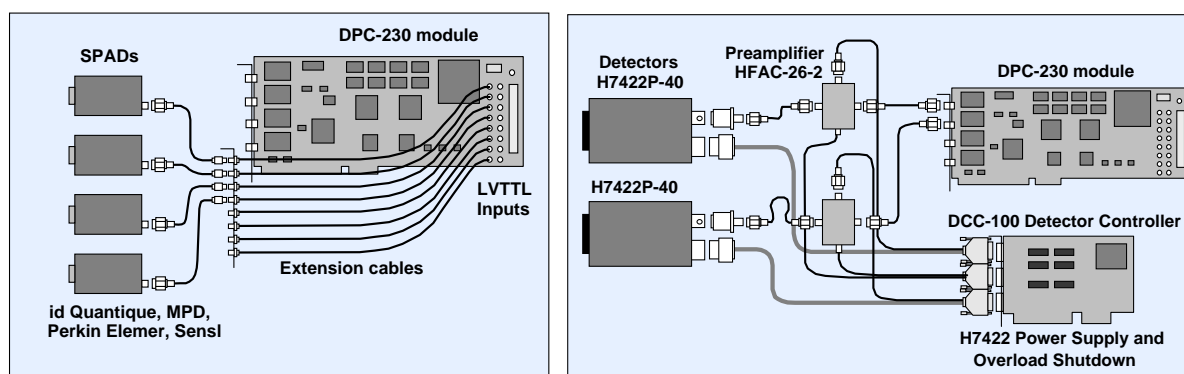 DPC-230 module
SPADs
LVTTL
Inputs
Extension cables
id Quantique, MPD,
Perkin Elemer, SensI
Preamplifier
HFAC-26-2
Detectors
H7422P-40
DPC-230 module
H7422P-40
DCC-100 Detector Controller
H7422 Power Supply and
Overload Shutdown